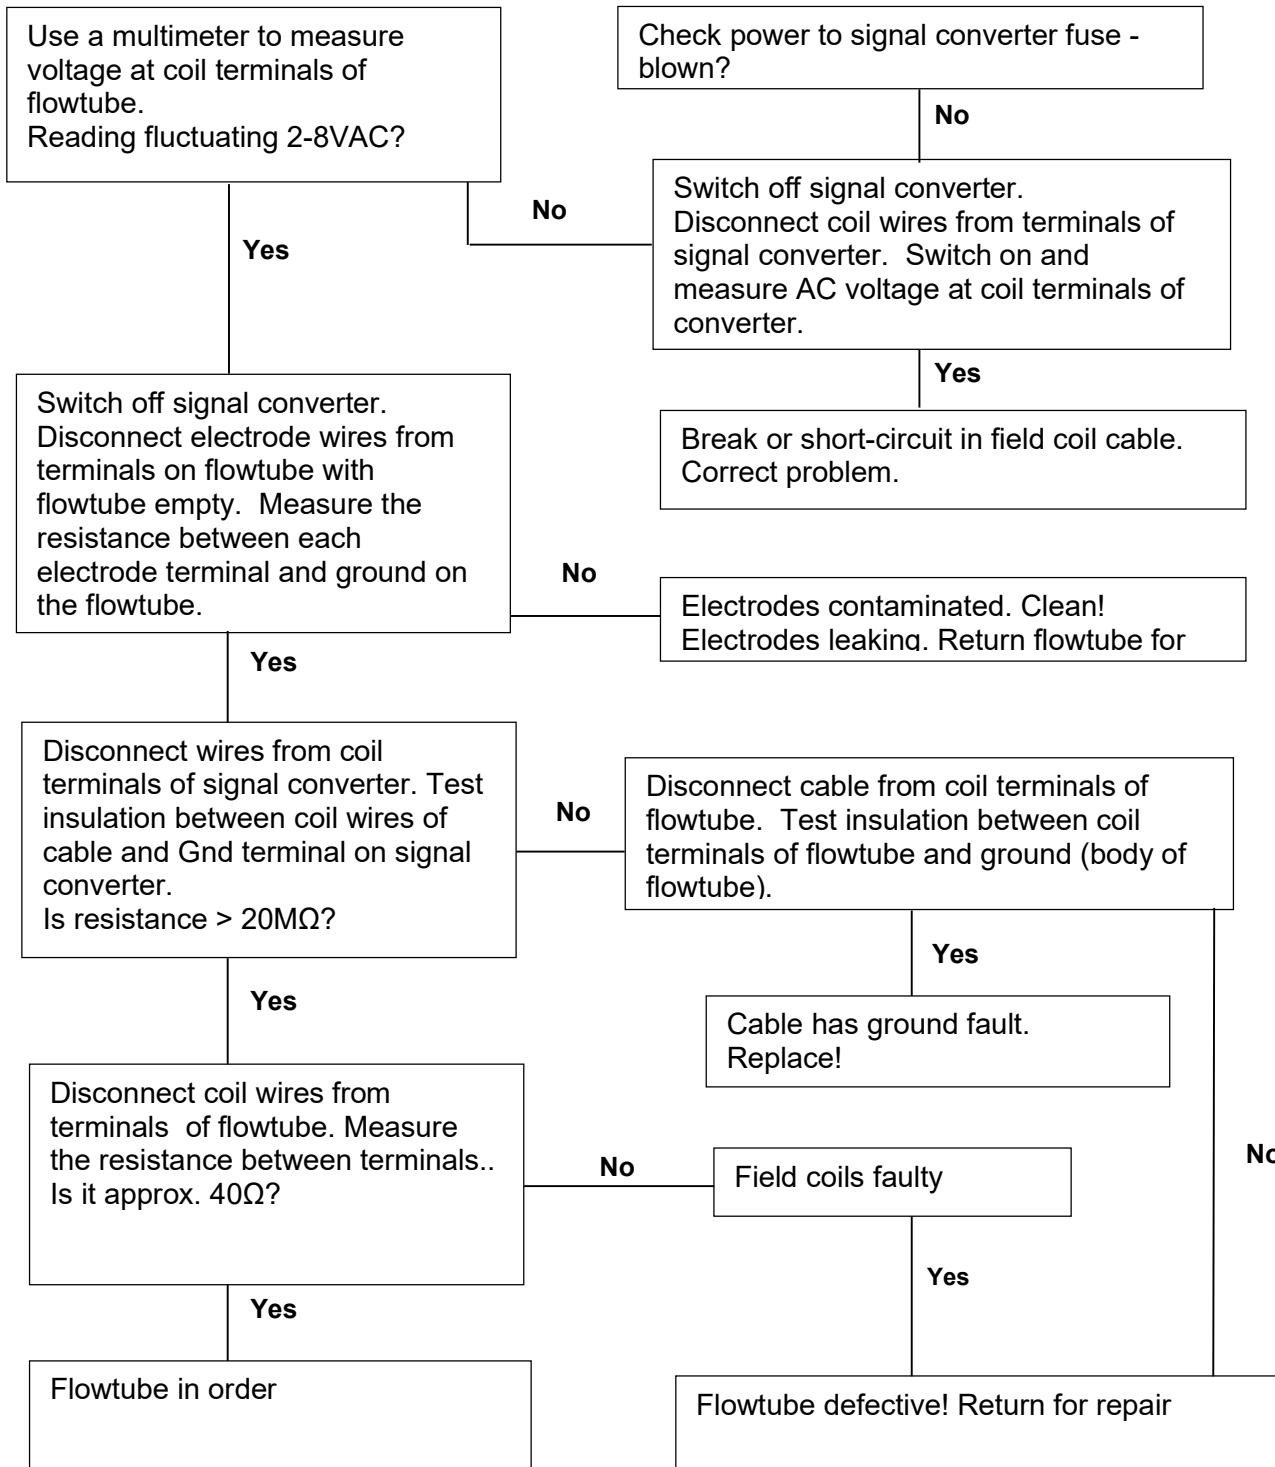 Use a multimeter to measure
voltage at coil terminals of
flowtube.
Reading fluctuating 2-8VAC?
Check power to signal converter fuse -
blown?
No
Switch off signal converter.
Disconnect coil wires from terminals of
signal converter.  Switch on and
measure AC voltage at coil terminals of
converter.
No
Yes
Yes
Break or short-circuit in field coil cable.
Correct problem.
Switch off signal converter.
Disconnect electrode wires from
terminals on flowtube with
flowtube empty.  Measure the
resistance between each
electrode terminal and ground on
the flowtube.
No
Electrodes contaminated. Clean!
Electrodes leaking. Return flowtube for
Yes
Disconnect wires from coil
terminals of signal converter. Test
insulation between coil wires of
cable and Gnd terminal on signal
converter.
Is resistance > 20MΩ?
No
Disconnect cable from coil terminals of
flowtube.  Test insulation between coil
terminals of flowtube and ground (body of
flowtube).
Yes
Cable has ground fault.
Replace!
Yes
Disconnect coil wires from
terminals  of flowtube. Measure
the resistance between terminals..
Is it approx. 40Ω?
No
Field coils faulty
No
Yes
Yes
Flowtube in order
Flowtube defective! Return for repair